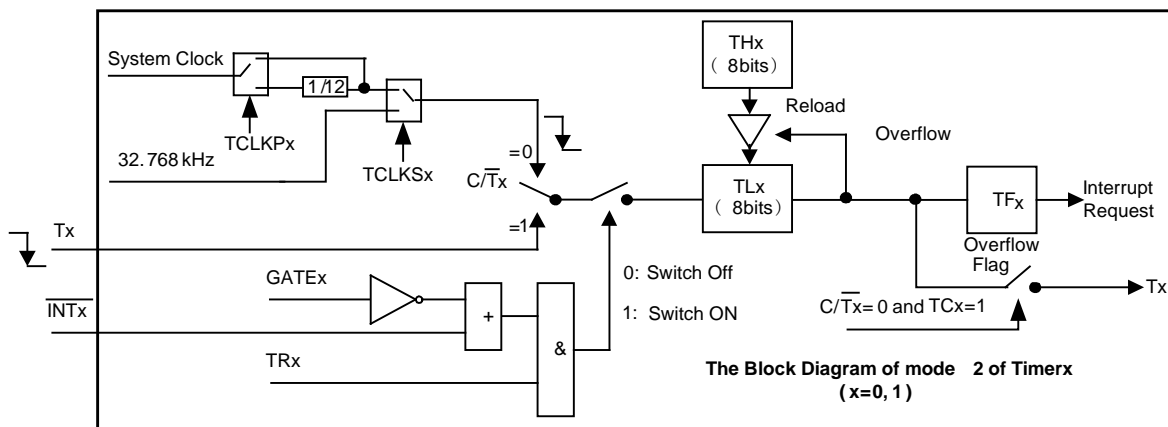 System Clock
1/12
TCLKPx
32.768 kHz
TCLKSx
THx
( 8bits)
Reload
Overflow
=0
C/Tx
=1
TLx
( 8bits)
TFx
Interrupt
Request
Overflow
Flag
Tx
GATEx
INTx
+
TRx
&
0: Switch Off
1: Switch ON
C/Tx= 0 and TCx=1
Tx
The Block Diagram of mode 2 of Timerx
(x=0, 1)